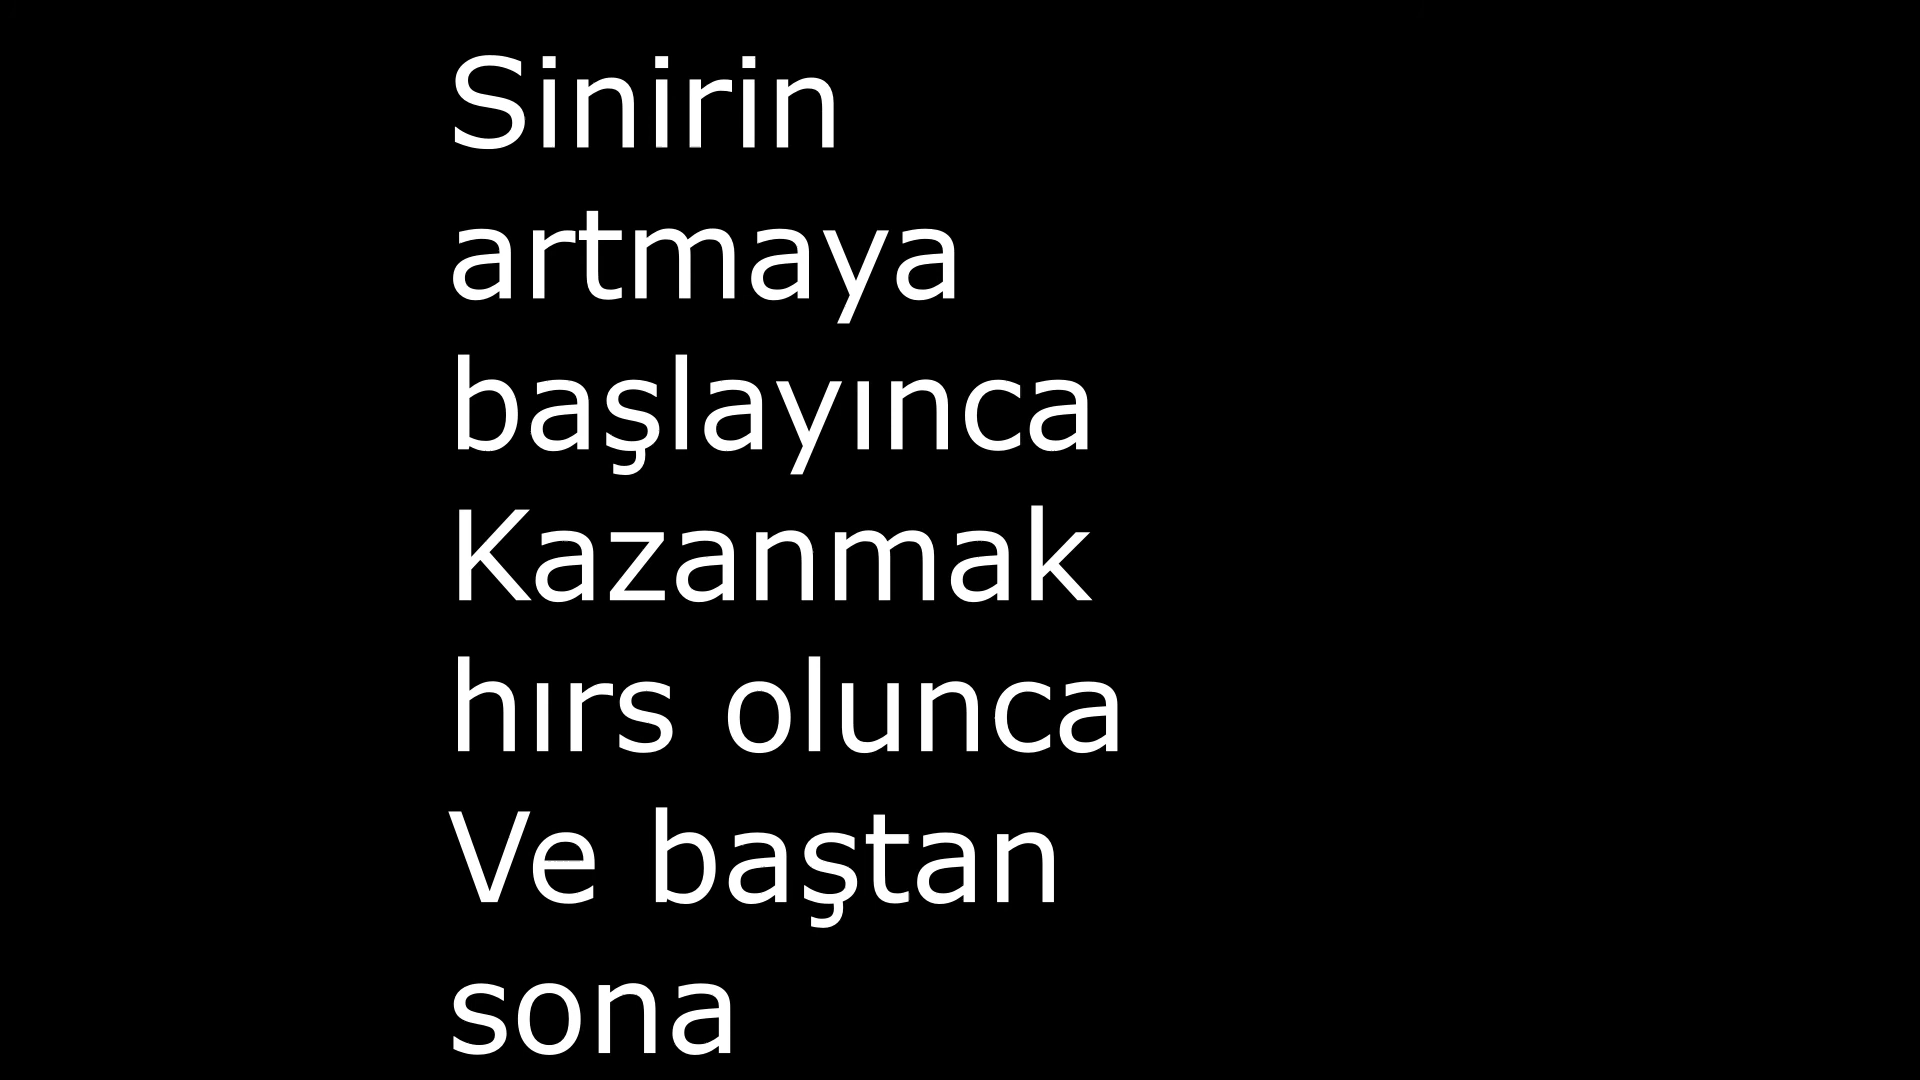 Sinirin
artmaya
başlayınca
Kazanmak
hırs olunca
Ve baştan
sona